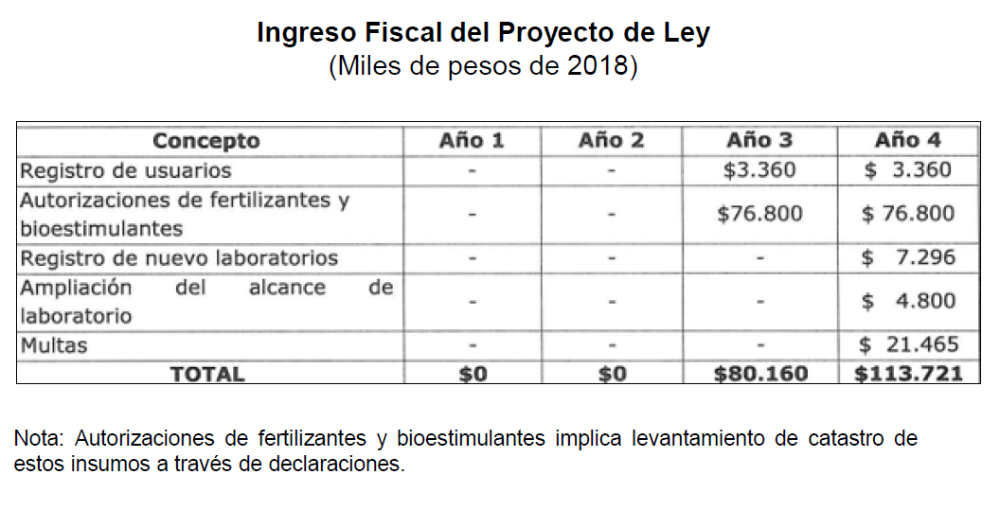 Ingreso Fiscal del Proyecto de Ley
(Miles de pesos de 2018)
Concepto Año 1 Año 2 Año 3 Año 4
Registro de usuarios - - $3.360 $ 3.360
Autorizaciones de fertilizantes y
bioestimulantes - - $76.800 $ 76.800
Registro de nuevo laboratorios - - - $ 7.296
Ampliación del alcance de
laboratorio - - - $ 4.800
Multas - - - $ 21.465
TOTAL $0 $0 $80.160 $113.721
Nota: Autorizaciones de fertilizantes y bioestimulantes implica levantamiento de catastro de
estos insumos a través de declaraciones.